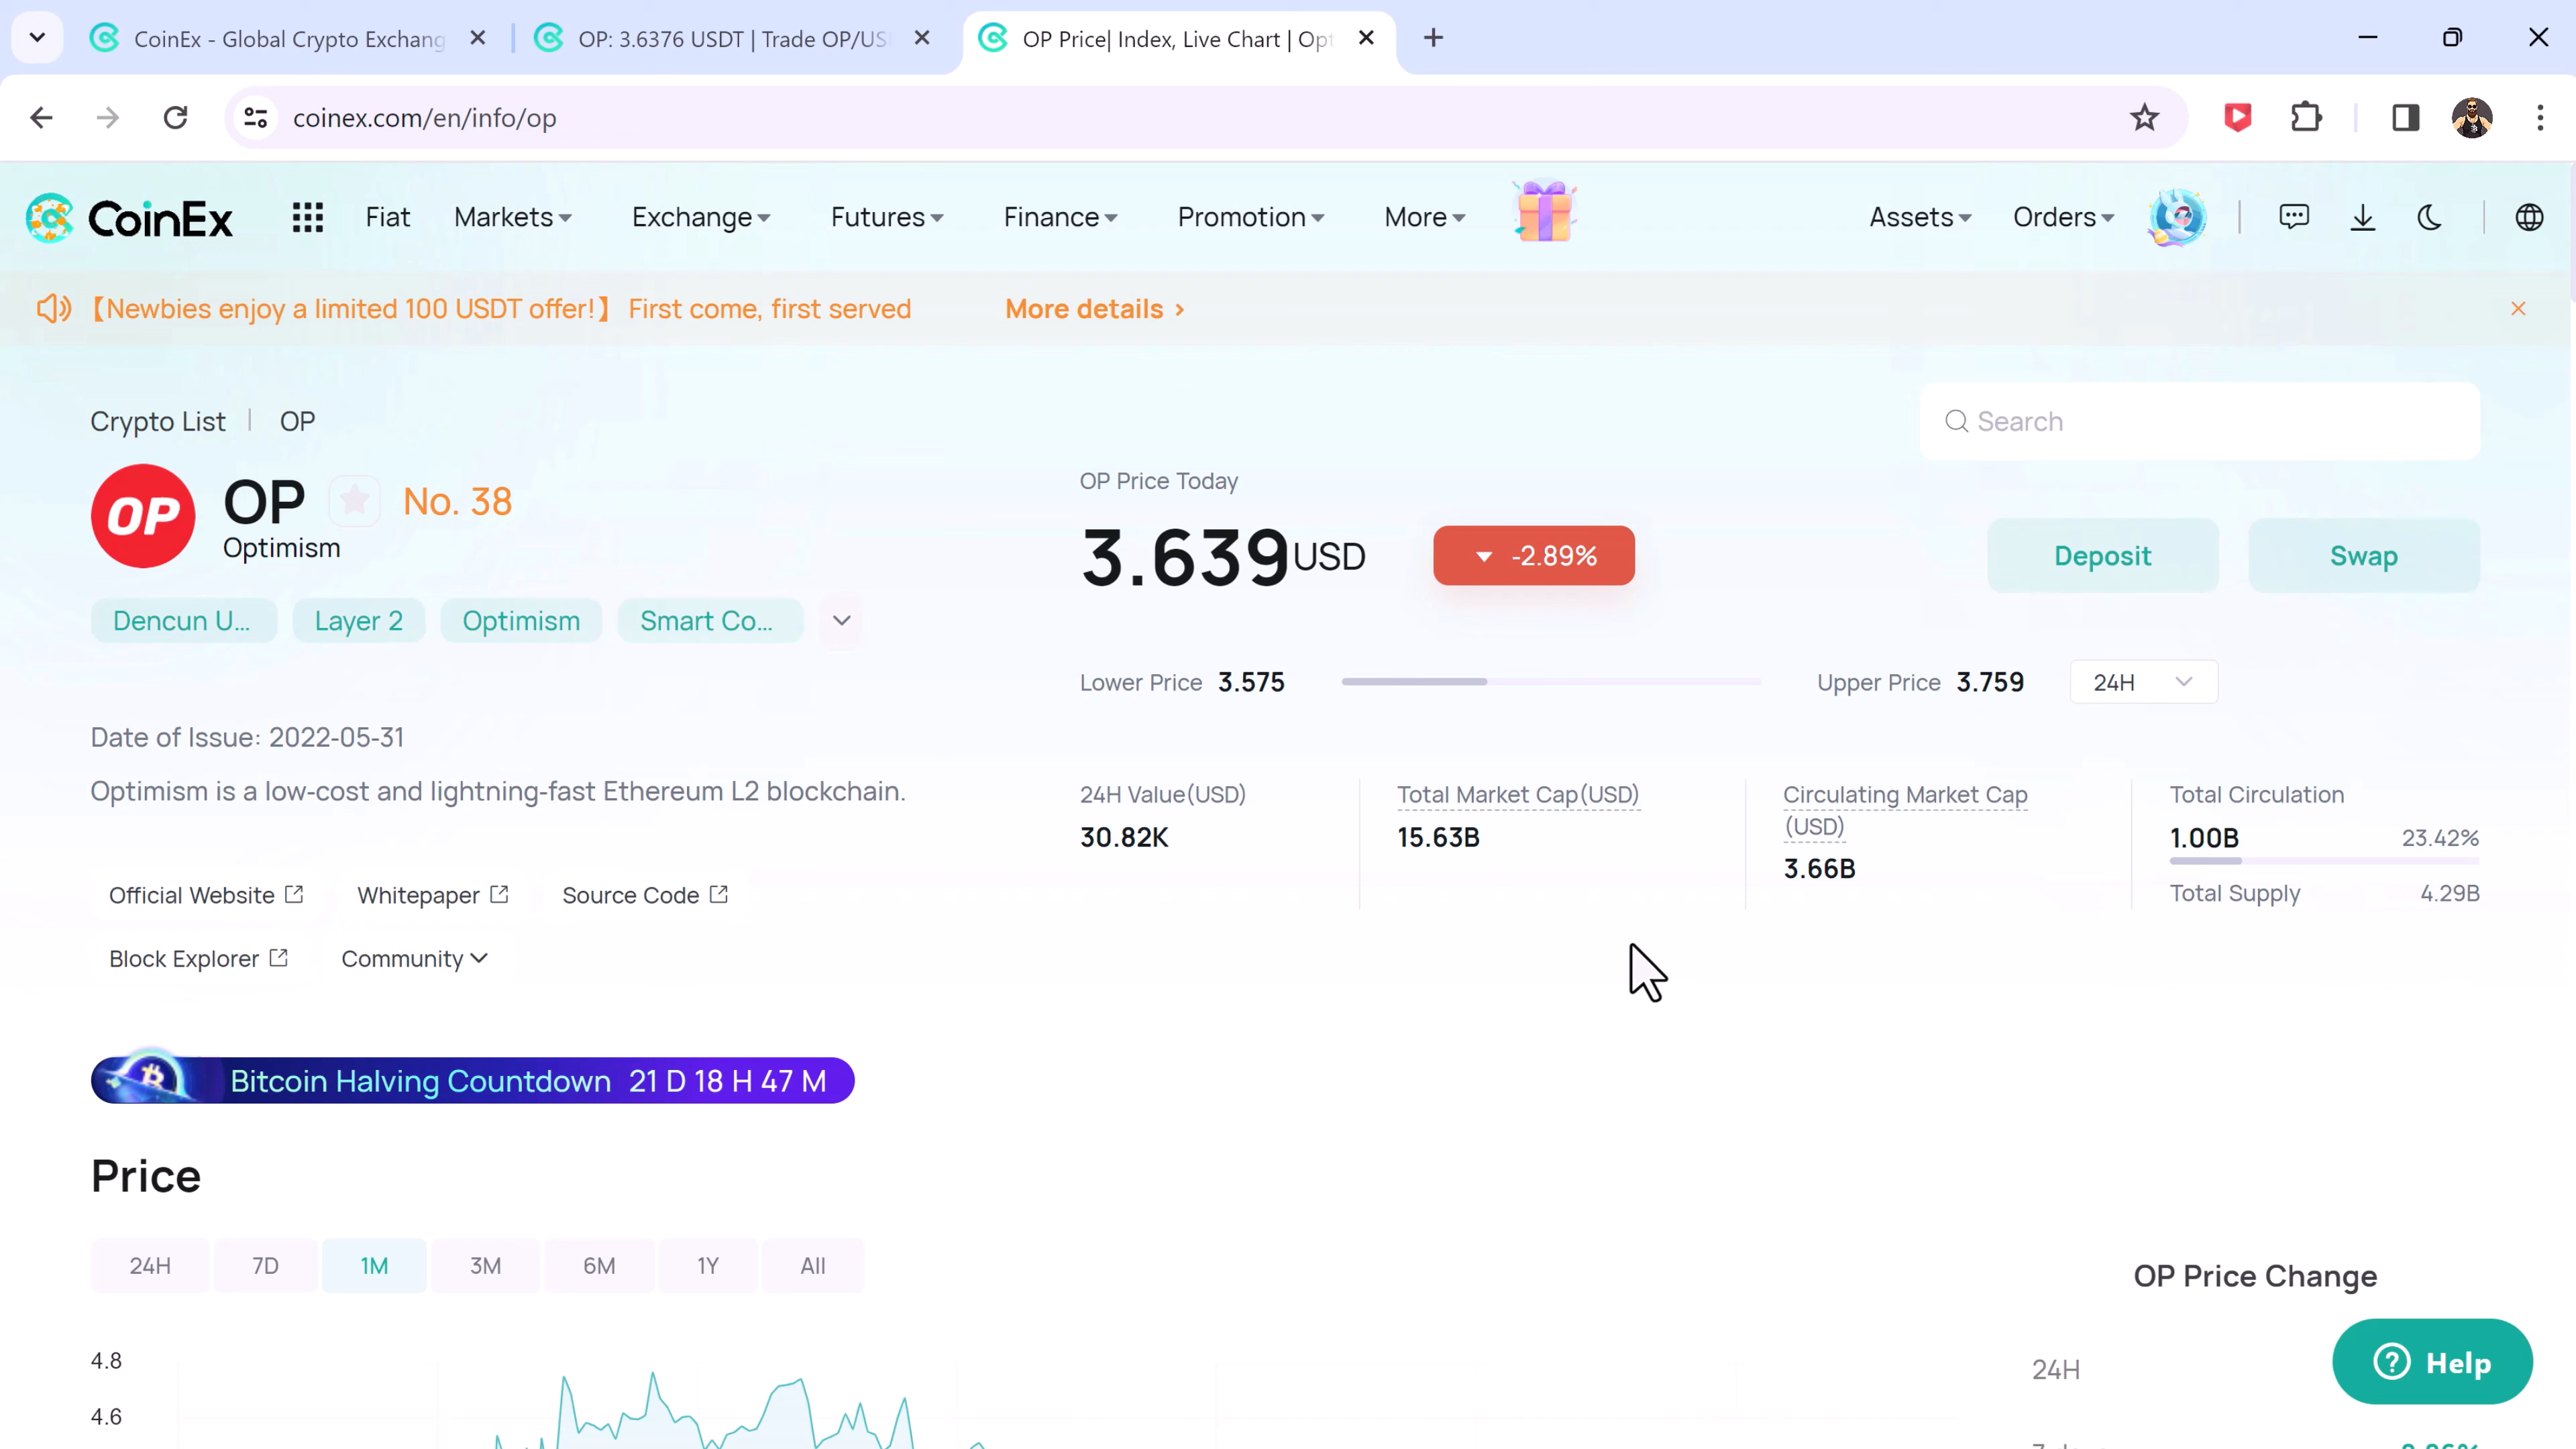 CoinEx - Global Crypto Exchang
OP: 3.6376 USDT | Trade OP/US
OP Price| Index, Live Chart | Opt
coinex.com/en/info/op
CoinEx
Fiat
Markets
Exchange
Futures
Finance
Promotion
More
Assets
Orders
【Newbies enjoy a limited 100 USDT offer!】 First come, first served
More details ›
Crypto List | OP
Search
OP
OP
No. 38
Optimism
Dencun U...
Layer 2
Optimism
Smart Co...
Date of Issue: 2022-05-31
Optimism is a low-cost and lightning-fast Ethereum L2 blockchain.
Official Website
Whitepaper
Source Code
Block Explorer
Community
OP Price Today
3.639 USD
-2.89%
Deposit
Swap
Lower Price 3.575
Upper Price 3.759
24H
24H Value(USD)
30.82K
Total Market Cap(USD)
15.63B
Circulating Market Cap
(USD)
3.66B
Total Circulation
1.00B 23.42%
Total Supply 4.29B
Bitcoin Halving Countdown 21 D 18 H 47 M
Price
24H
7D
1M
3M
6M
1Y
All
4.8
4.6
OP Price Change
24H
Help